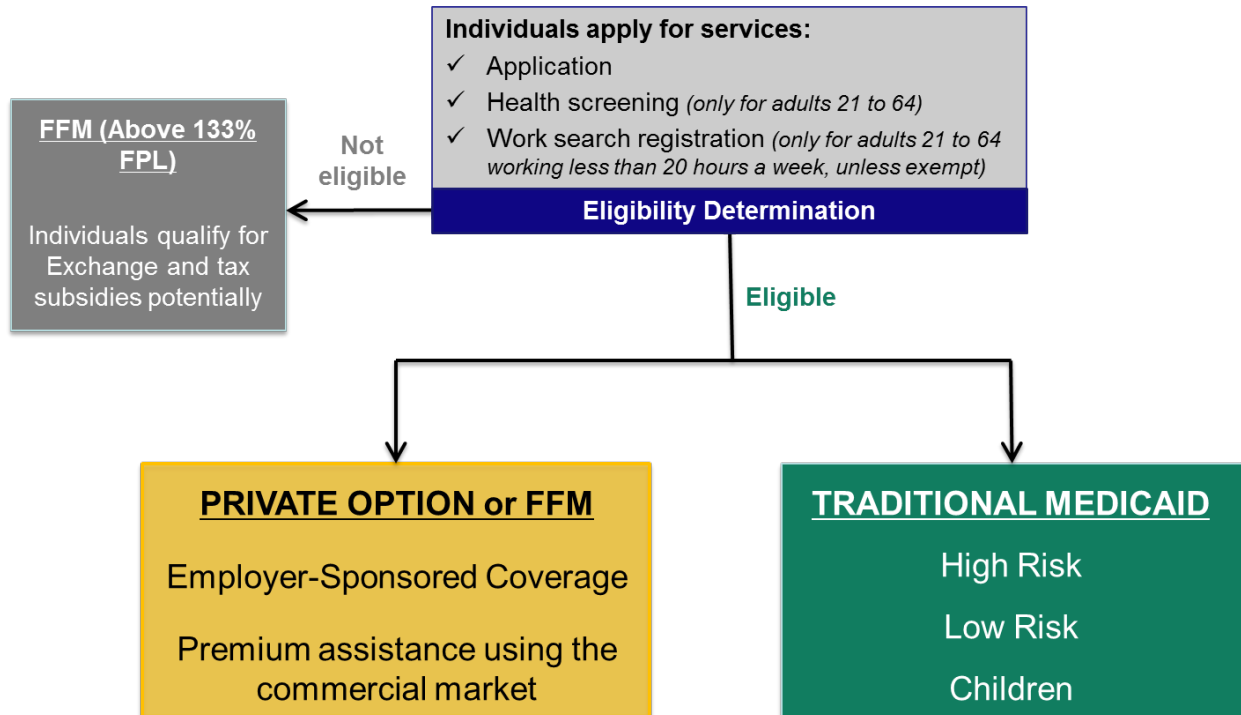 Individuals apply for services:
✓ Application
✓ Health screening (only for adults 21 to 64)
✓ Work search registration (only for adults 21 to 64
working less than 20 hours a week, unless exempt)
Eligibility Determination
Not
eligible
FFM (Above 133%
FPL)
Individuals qualify for
Exchange and tax
subsidies potentially
Eligible
PRIVATE OPTION or FFM
Employer-Sponsored Coverage
Premium assistance using the
commercial market
TRADITIONAL MEDICAID
High Risk
Low Risk
Children